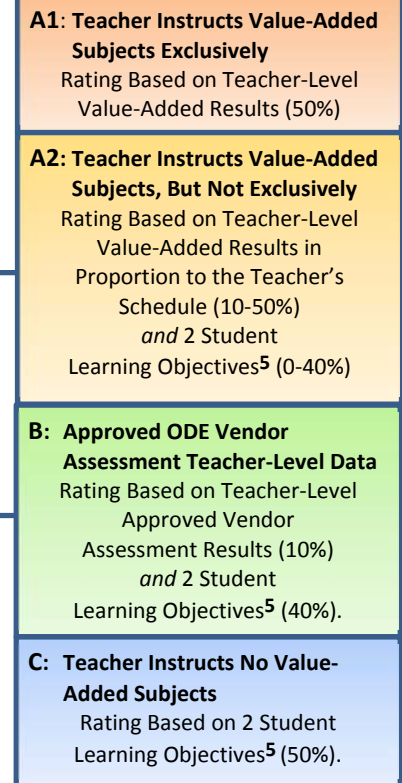 A1: Teacher Instructs Value-Added
Subjects Exclusively
Rating Based on Teacher-Level
Value-Added Results (50%)
A2: Teacher Instructs Value-Added
Subjects, But Not Exclusively
Rating Based on Teacher-Level
Value-Added Results in
Proportion to the Teacher’s
Schedule (10-50%)
and 2 Student
Learning Objectives5 (0-40%)
B: Approved ODE Vendor
Assessment Teacher-Level Data
Rating Based on Teacher-Level
Approved Vendor
Assessment Results (10%)
and 2 Student
Learning Objectives5 (40%).
C: Teacher Instructs No Value-
Added Subjects
Rating Based on 2 Student
Learning Objectives5 (50%).